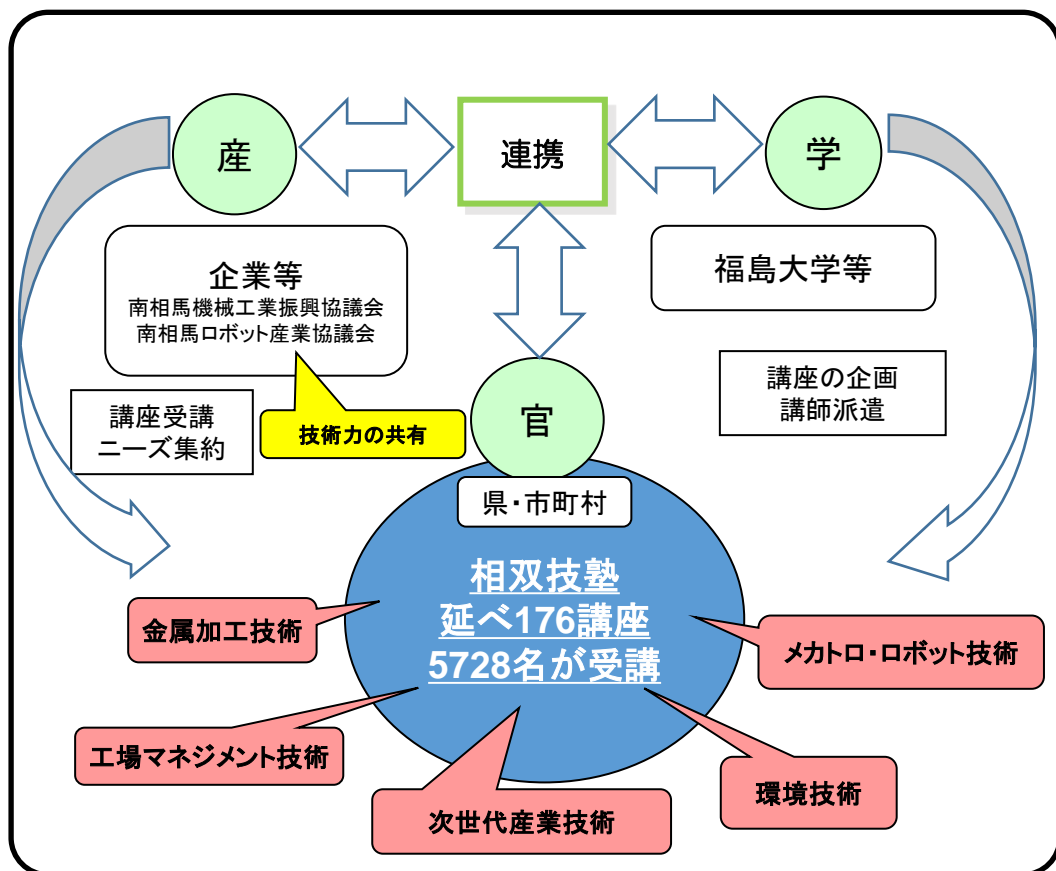 産
連携
学
企業等
南相馬機械工業振興協議会
南相馬ロボット産業協議会
福島大学等
講座受講
ニーズ集約
技術力の共有
官
講座の企画
講師派遣
県・市町村
相双技塾
延べ176講座
5728名が受講
金属加工技術
メカトロ・ロボット技術
工場マネジメント技術
次世代産業技術
環境技術